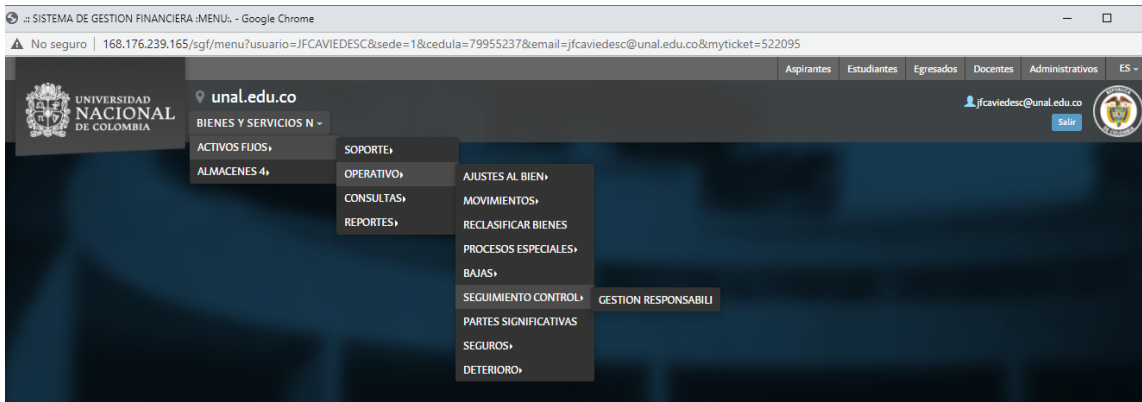 .:: SISTEMA DE GESTION FINANCIERA :MENU:. - Google Chrome
No seguro | 168.176.239.165/sgf/menu?usuario=JFCAVIEDESC&sede=1&cedula=79955237&email=jfcaviedesc@unal.edu.co&myticket=522095
Aspirantes Estudiantes Egresados Docentes Administrativos ES
UNIVERSIDAD
NACIONAL
DE COLOMBIA
unal.edu.co
BIENES Y SERVICIOS N
jfcaviedesc@unal.edu.co
Salir
ACTIVOS FIJOS
ALMACENES 4
SOPORTE
OPERATIVO
CONSULTAS
REPORTES
AJUSTES AL BIEN
MOVIMIENTOS
RECLASIFICAR BIENES
PROCESOS ESPECIALES
BAJAS
SEGUIMIENTO CONTROL
PARTES SIGNIFICATIVAS
SEGUROS
DETERIORO
GESTION RESPONSABILI